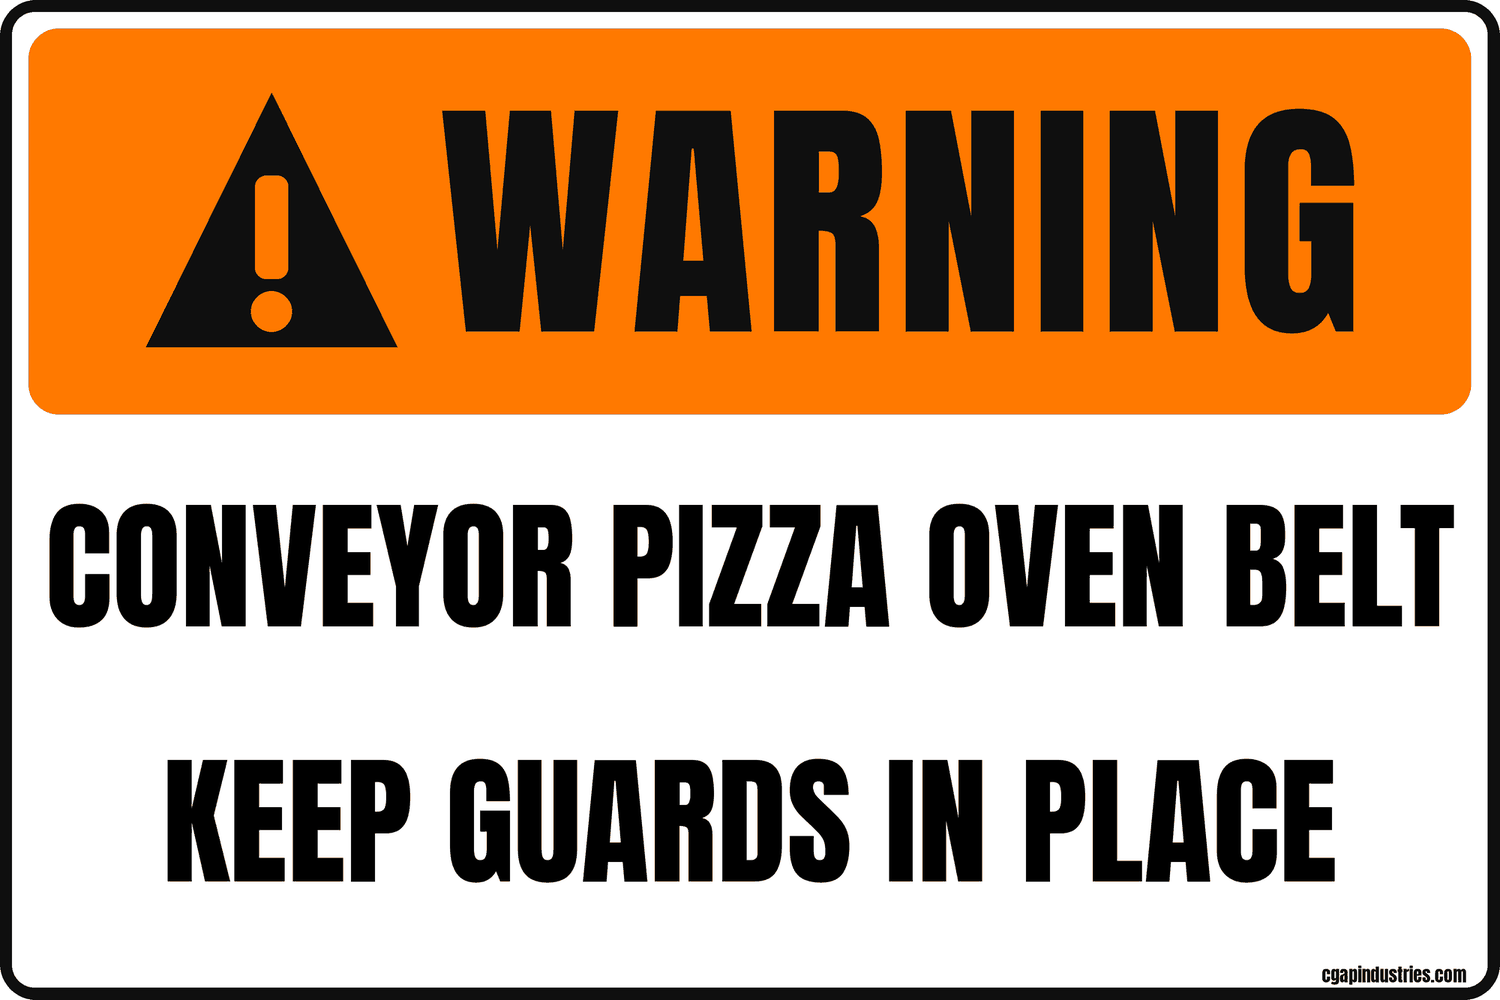 WARNING
CONVEYOR PIZZA OVEN BELT
KEEP GUARDS IN PLACE
cgapindustries.com